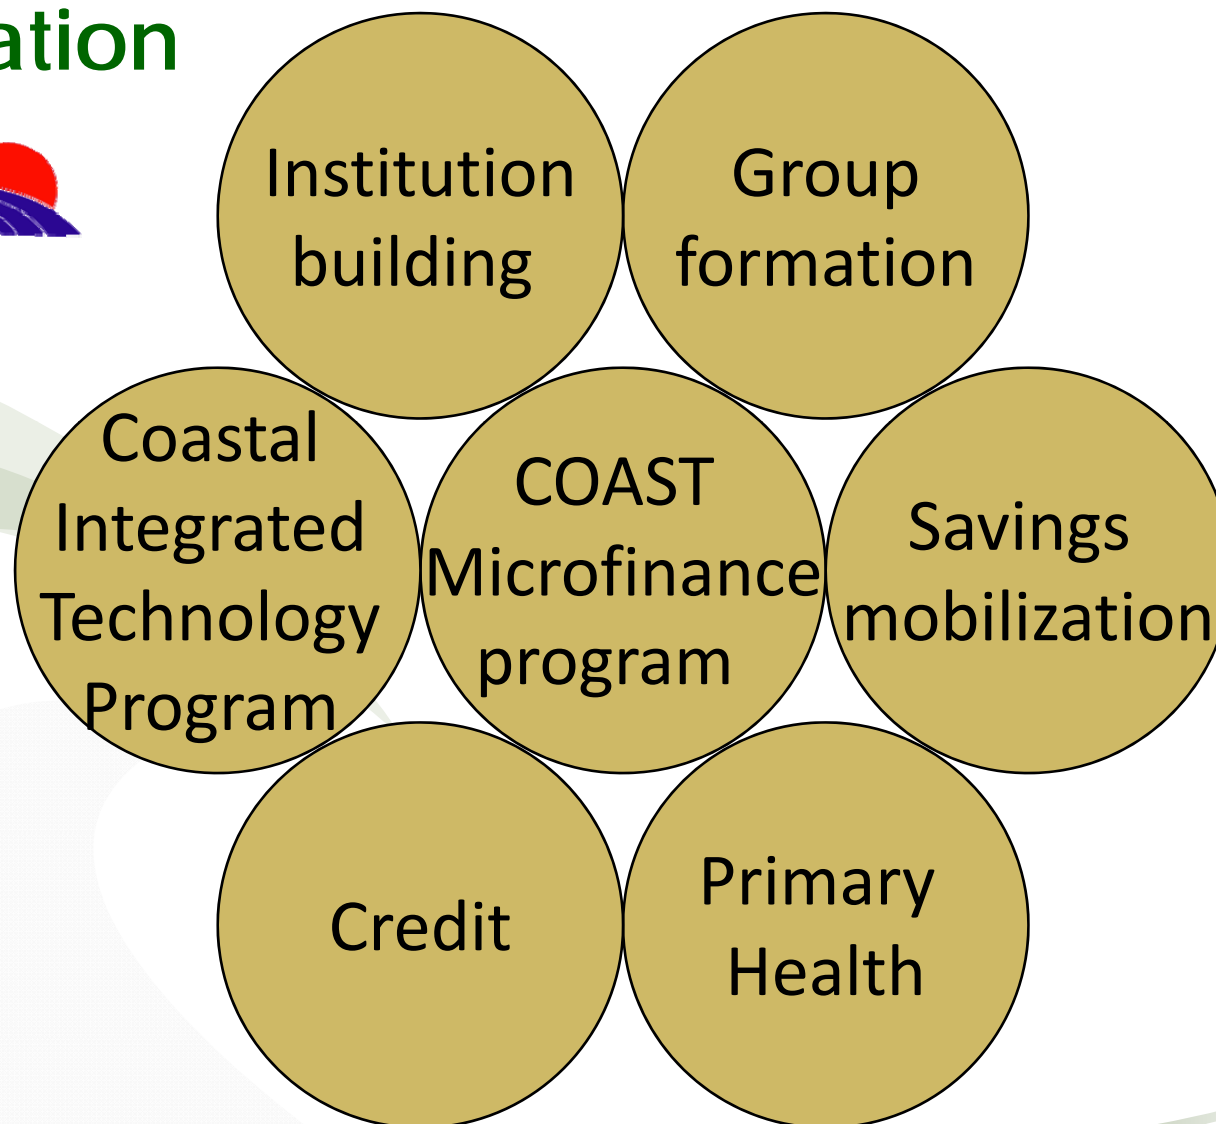 ation
Institution
building
Group
formation
Coastal
Integrated
Technology
Program
COAST
Microfinance
program
Savings
mobilization
Credit
Primary
Health